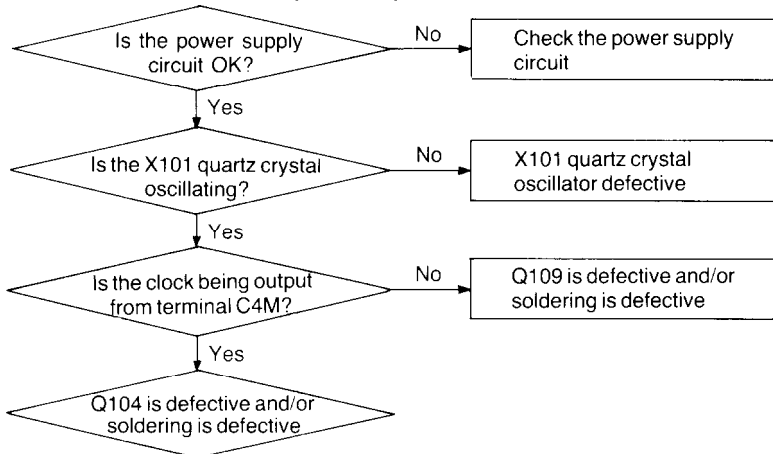 Is the power supply
circuit OK?
No
Check the power supply
circuit
Yes
Is the X101 quartz crystal
oscillating?
No
X101 quartz crystal
oscillator defective
Yes
Is the clock being output
from terminal C4M?
No
Q109 is defective and/or
soldering is defective
Yes
Q104 is defective and/or
soldering is defective